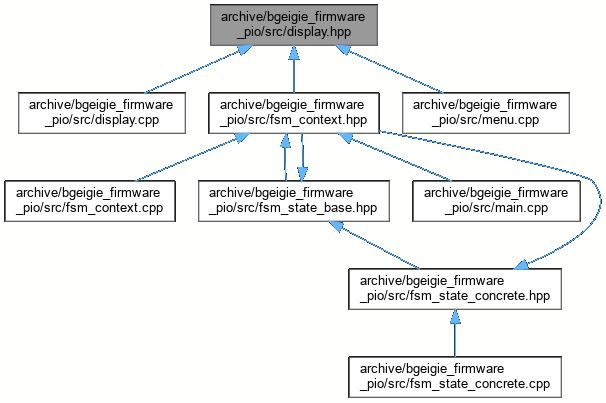 archive/bgeigie_firmware
_pio/src/display.hpp
archive/bgeigie_firmware
_pio/src/display.cpp
archive/bgeigie_firmware
_pio/src/fsm_context.hpp
archive/bgeigie_firmware
_pio/src/menu.cpp
archive/bgeigie_firmware
_pio/src/fsm_context.cpp
archive/bgeigie_firmware
_pio/src/fsm_state_base.hpp
archive/bgeigie_firmware
_pio/src/main.cpp
archive/bgeigie_firmware
_pio/src/fsm_state_concrete.hpp
archive/bgeigie_firmware
_pio/src/fsm_state_concrete.cpp